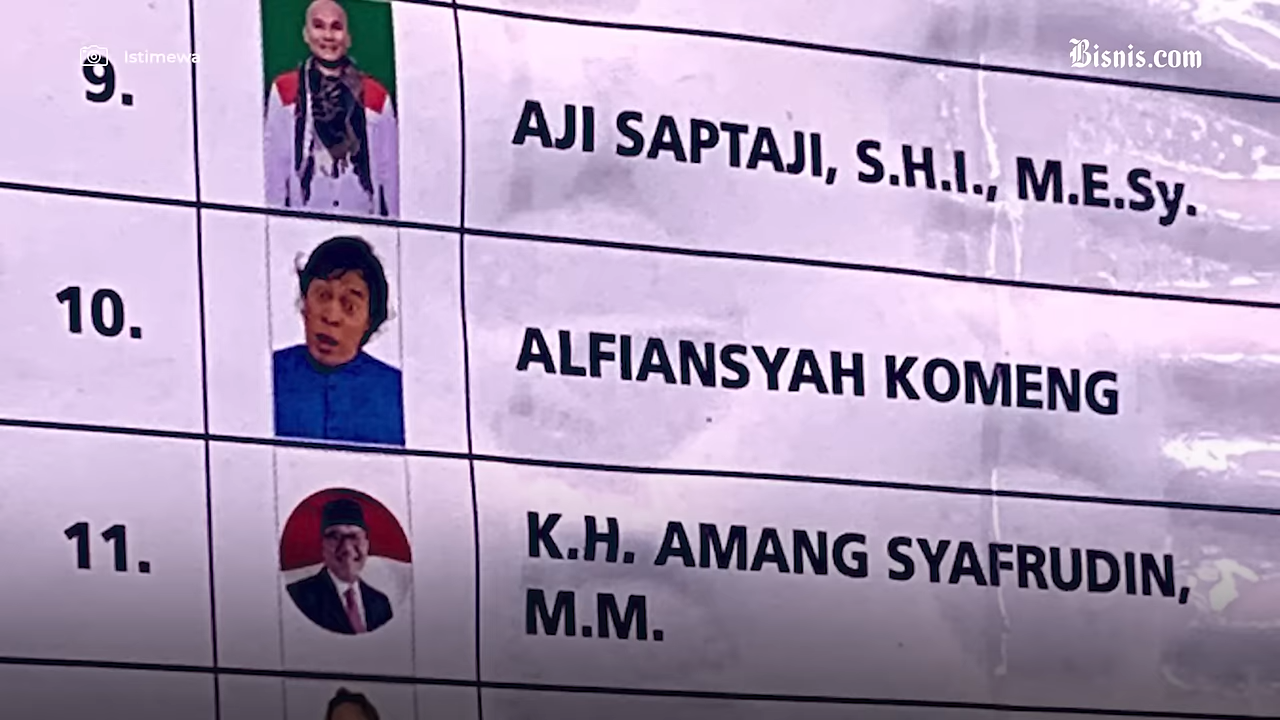 Istimewa
Bisnis.com
9.
AJI SAPTAJI, S.H.I., M.E.Sy.
10.
ALFIANSYAH KOMENG
11.
K.H. AMANG SYAFRUDIN,
M.M.